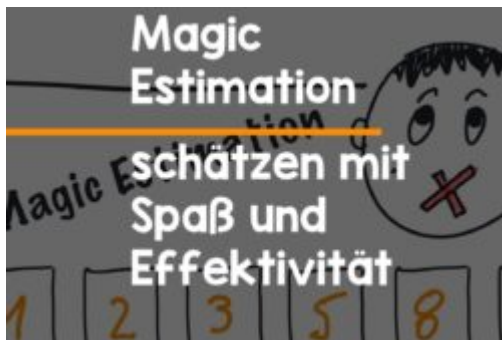 Magic
Estimation
schätzen mit
Spaß und
Effektivität
Magic Estimation
1 2 3 5 8